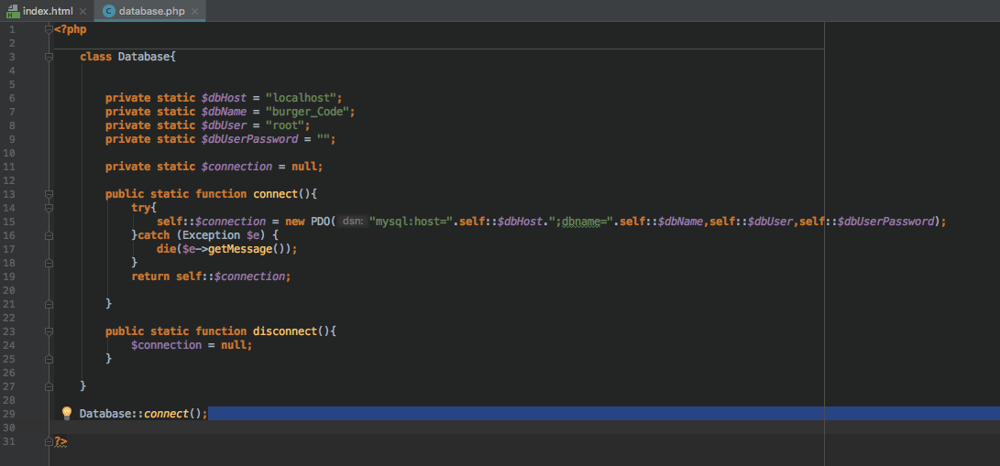 index.html
database.php
1 <?php
2
3 class Database{
4
5
6 private static $dbHost = "localhost";
7 private static $dbName = "burger_Code";
8 private static $dbUser = "root";
9 private static $dbUserPassword = "";
10
11 private static $connection = null;
12
13 public static function connect(){
14 try{
15 self::$connection = new PDO( dsn: "mysql:host=".self::$dbHost.";dbname=".self::$dbName,self::$dbUser,self::$dbUserPassword);
16 }catch (Exception $e) {
17 die($e->getMessage());
18 }
19 return self::$connection;
20
21 }
22
23 public static function disconnect(){
24 $connection = null;
25 }
26
27 }
28
29 Database::connect();
30
31 ?>